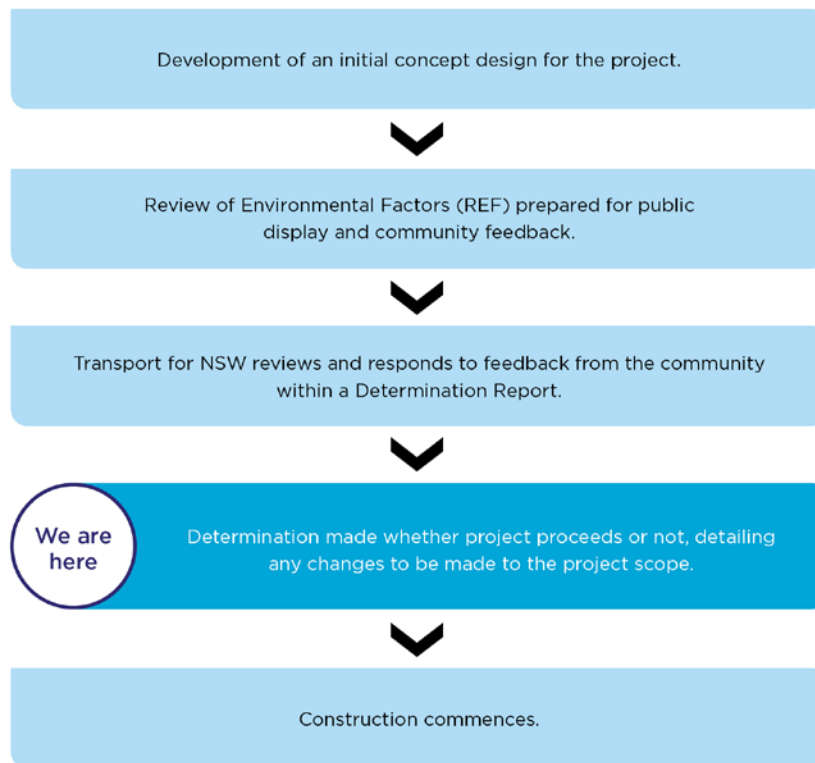 Development of an initial concept design for the project.
Review of Environmental Factors (REF) prepared for public
display and community feedback.
Transport for NSW reviews and responds to feedback from the community
within a Determination Report.
We are
here
Determination made whether project proceeds or not, detailing
any changes to be made to the project scope.
Construction commences.